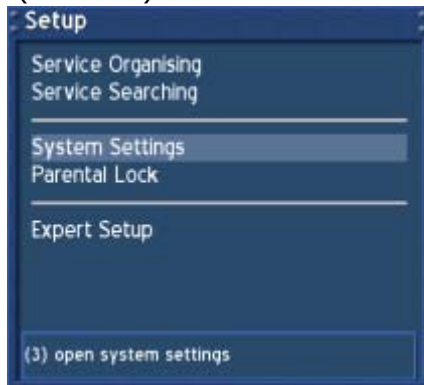 Setup
Service Organising
Service Searching
System Settings
Parental Lock
Expert Setup
(3) open system settings